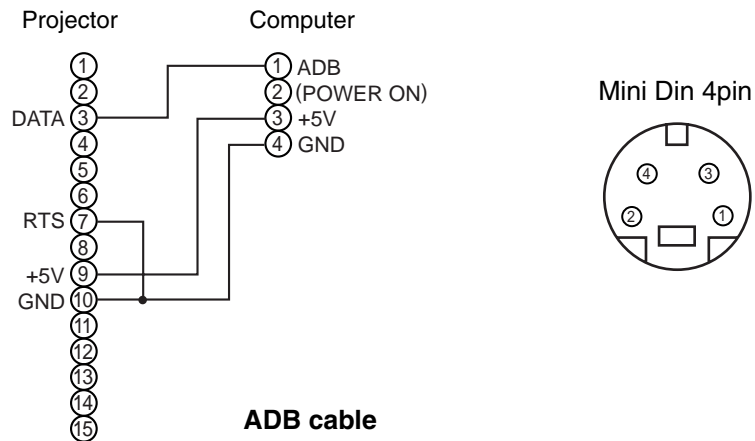 Projector
Computer
1
2
DATA 3
4
5
6
RTS 7
8
+5V 9
GND 10
11
12
13
14
15
1 ADB
2 (POWER ON)
3 +5V
4 GND
ADB cable
Mini Din 4pin
4 3
2 1